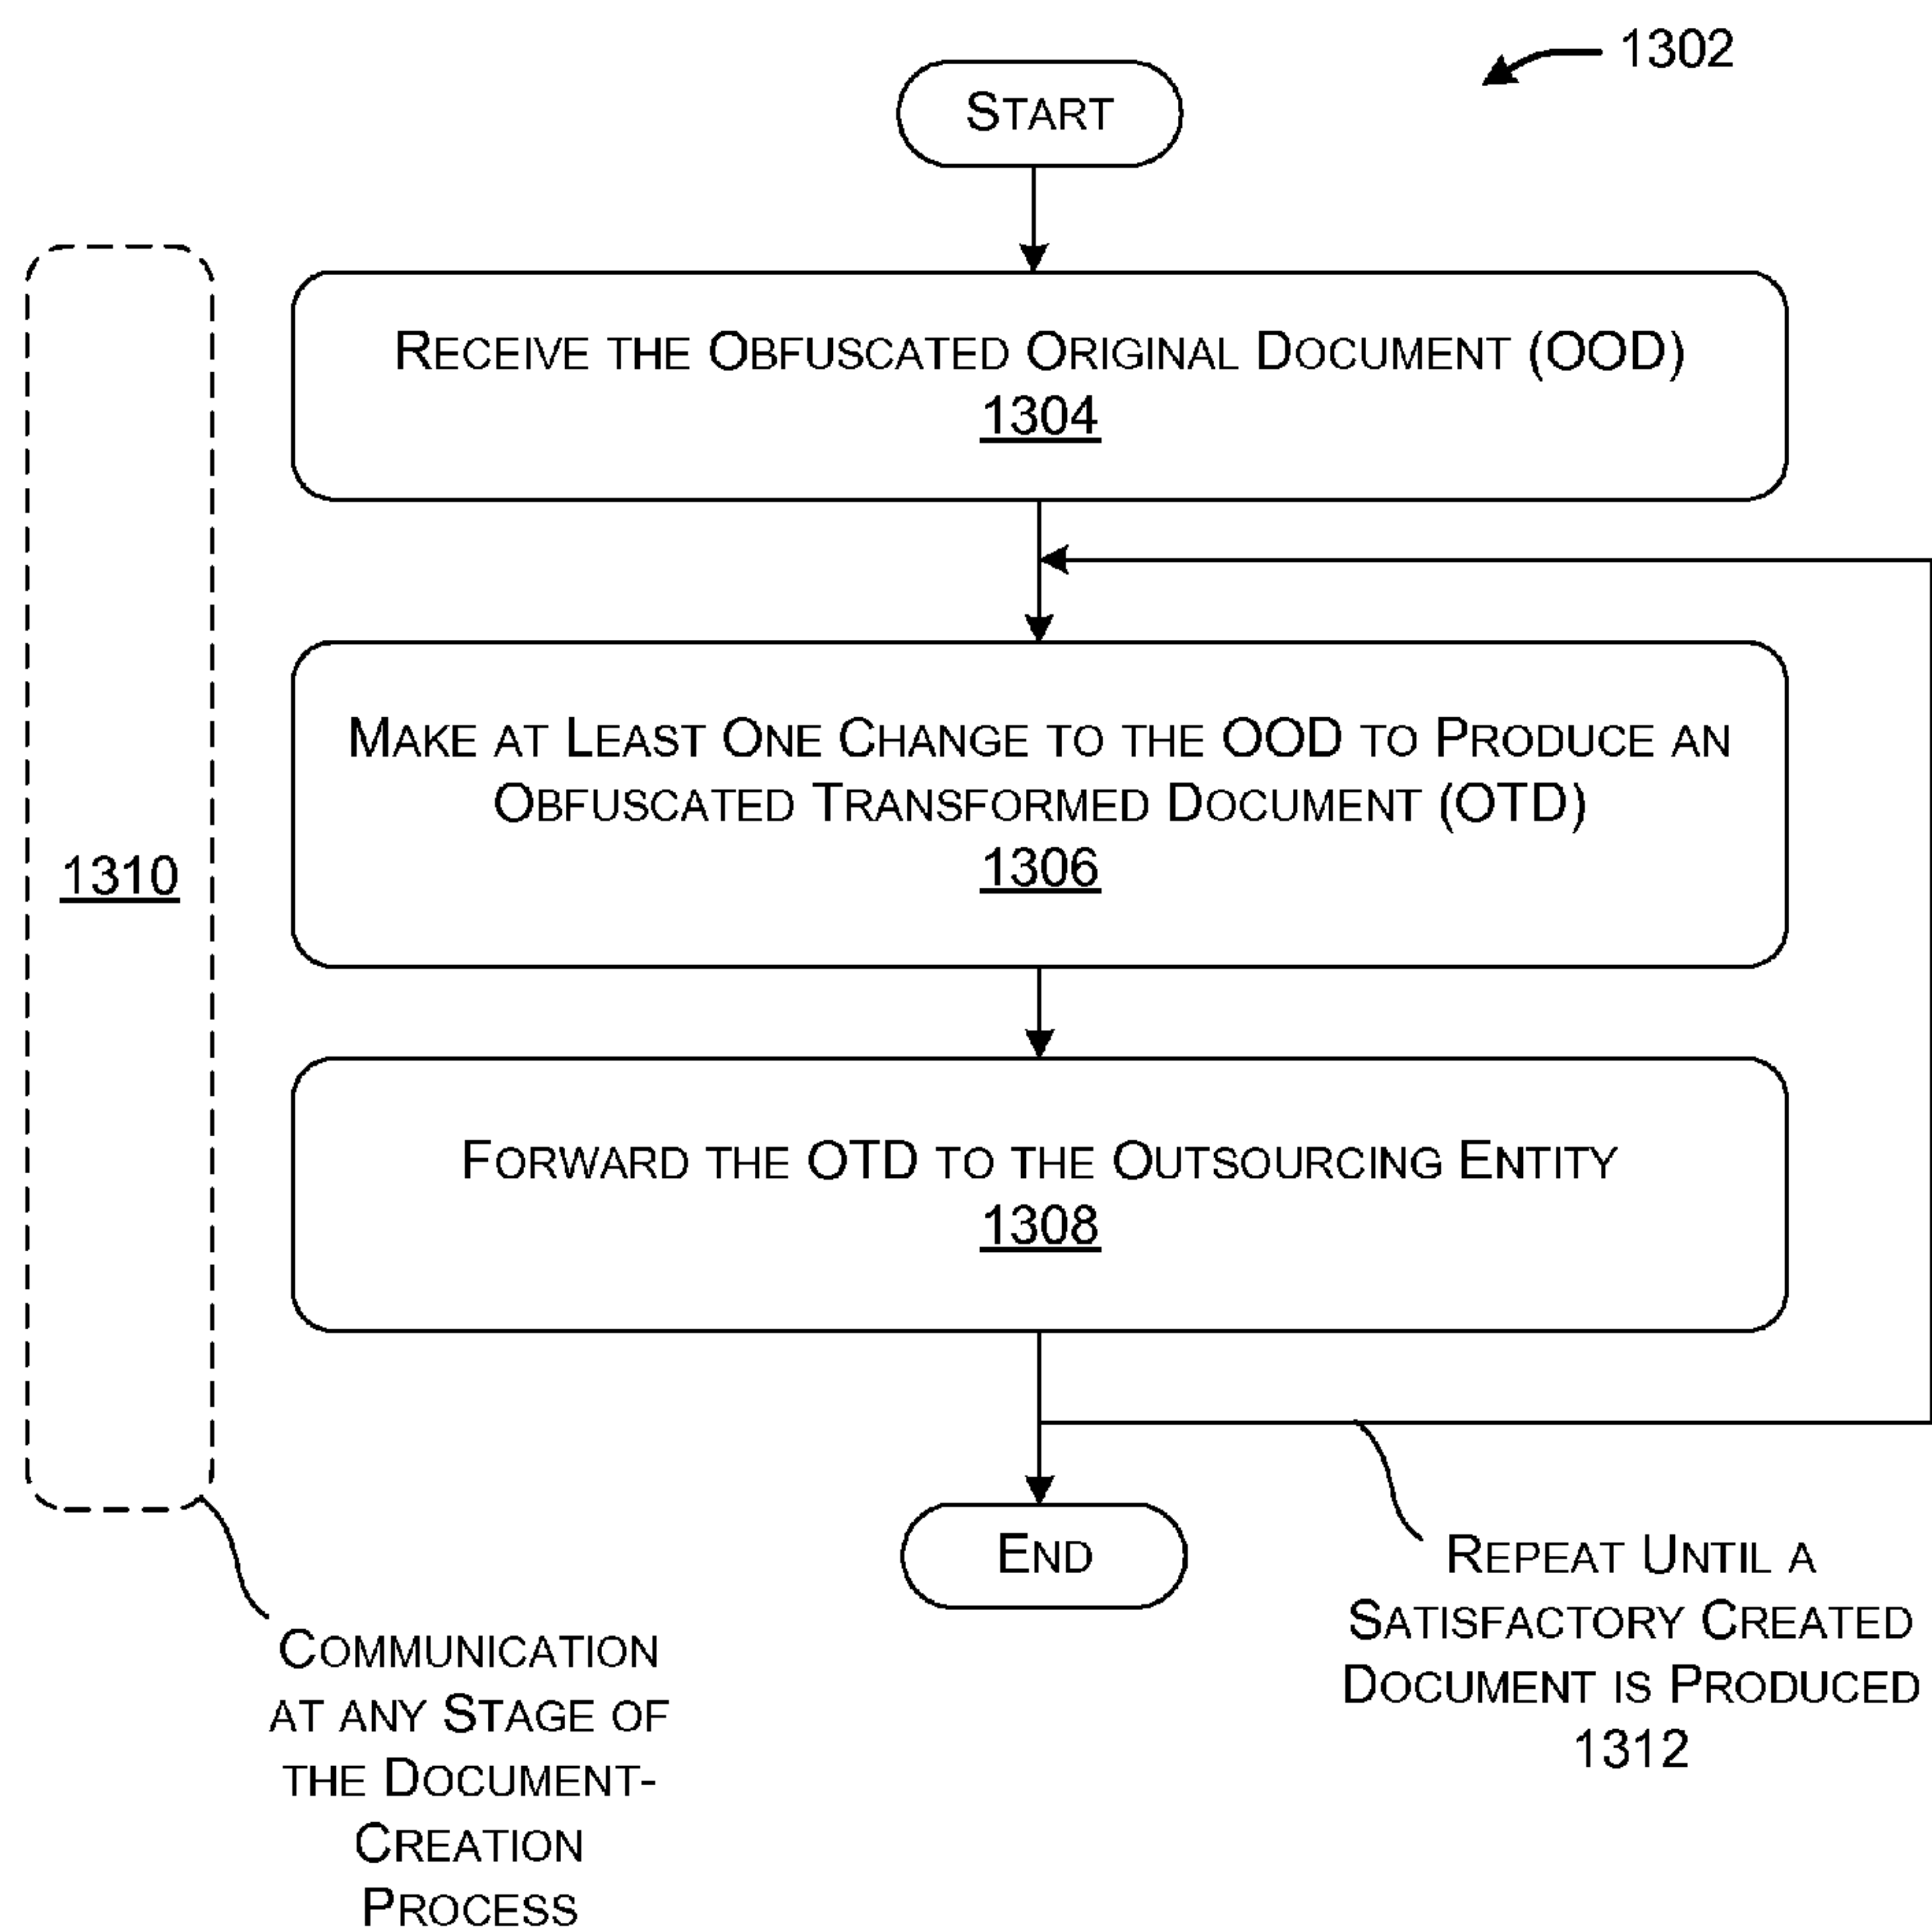 1302
START
RECEIVE THE OBFUSCATED ORIGINAL DOCUMENT (OOD)
1304
MAKE AT LEAST ONE CHANGE TO THE OOD TO PRODUCE AN
OBFUSCATED TRANSFORMED DOCUMENT (OTD)
1306
1310
FORWARD THE OTD TO THE OUTSOURCING ENTITY
1308
END
REPEAT UNTIL A
SATISFACTORY CREATED
DOCUMENT IS PRODUCED
1312
COMMUNICATION
AT ANY STAGE OF
THE DOCUMENT-
CREATION
PROCESS